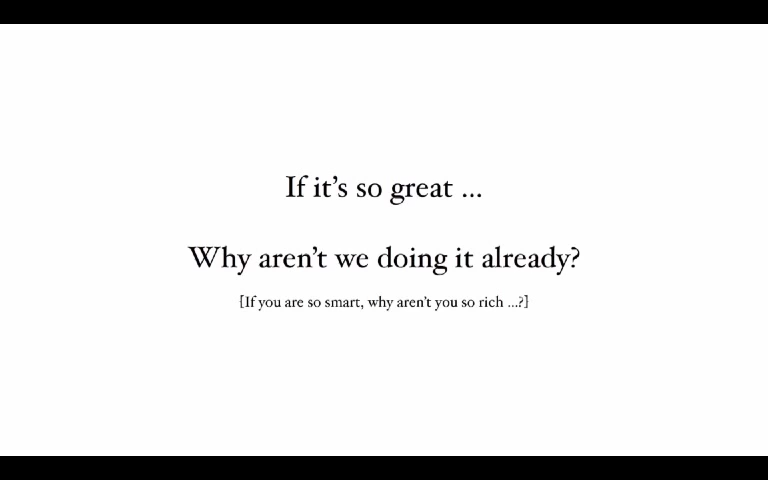 If it's so great ...
Why aren't we doing it already?
[If you are so smart, why aren't you so rich ...?]